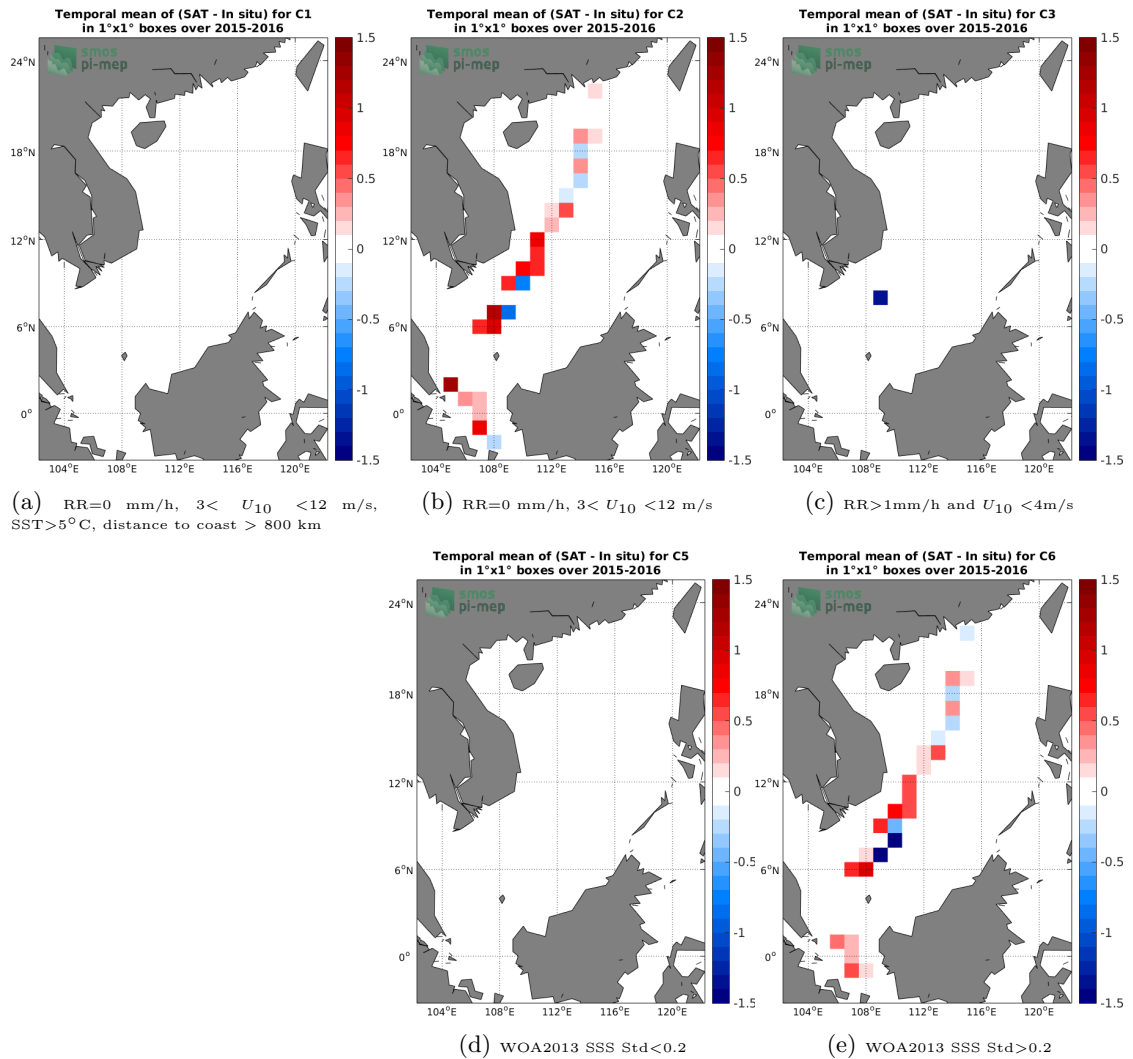 Temporal mean of (SAT - In situ) for C1
in 1°x1° boxes over 2015-2016
smos
pi-mep
24°N
18°N
12°N
6°N
0°
104°E
108°E
112°E
116°E
120°E
1.5
1
0.5
0
-0.5
-1
-1.5
(a) RR=0 mm/h, 3< U10 <12 m/s,
SST>5°C, distance to coast > 800 km
Temporal mean of (SAT - In situ) for C2
in 1°x1° boxes over 2015-2016
smos
pi-mep
24°N
18°N
12°N
6°N
0°
104°E
108°E
112°E
116°E
120°E
1.5
1
0.5
0
-0.5
-1
-1.5
(b) RR=0 mm/h, 3< U10 <12 m/s
Temporal mean of (SAT - In situ) for C3
in 1°x1° boxes over 2015-2016
smos
pi-mep
24°N
18°N
12°N
6°N
0°
104°E
108°E
112°E
116°E
120°E
1.5
1
0.5
0
-0.5
-1
-1.5
(c) RR>1mm/h and U10 <4m/s
Temporal mean of (SAT - In situ) for C5
in 1°x1° boxes over 2015-2016
smos
pi-mep
24°N
18°N
12°N
6°N
0°
104°E
108°E
112°E
116°E
120°E
1.5
1
0.5
0
-0.5
-1
-1.5
(d) WOA2013 SSS Std<0.2
Temporal mean of (SAT - In situ) for C6
in 1°x1° boxes over 2015-2016
smos
pi-mep
24°N
18°N
12°N
6°N
0°
104°E
108°E
112°E
116°E
120°E
1.5
1
0.5
0
-0.5
-1
-1.5
(e) WOA2013 SSS Std>0.2